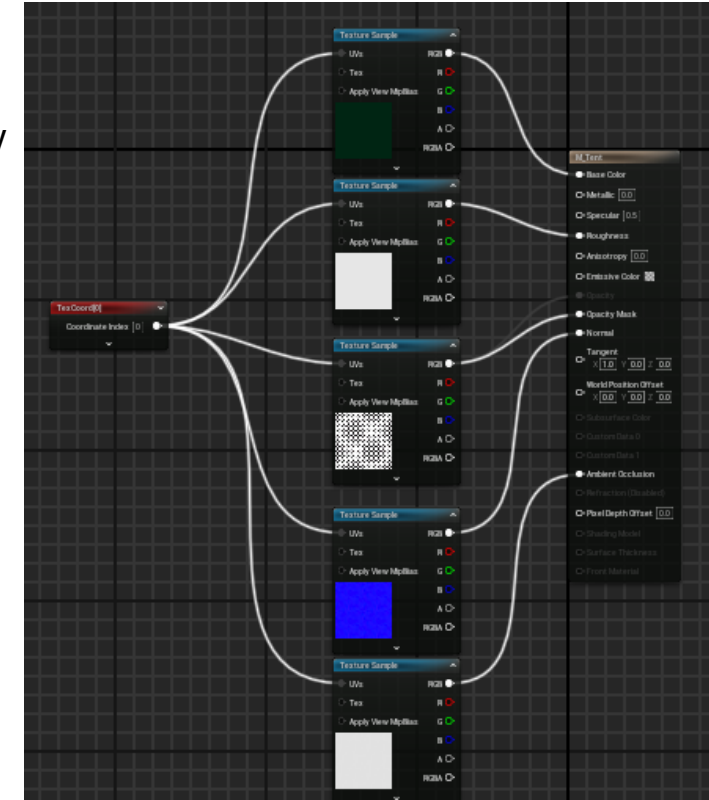 y
Texture Sample
UVs RGB
Tex R
Apply View MipBias G
B
A
RGBA
Texture Sample
UVs RGB
Tex R
Apply View MipBias G
B
A
RGBA
TexCoord[0]
Coordinate Index 0
Texture Sample
UVs RGB
Tex R
Apply View MipBias G
B
A
RGBA
Texture Sample
UVs RGB
Tex R
Apply View MipBias G
B
A
RGBA
Texture Sample
UVs RGB
Tex R
Apply View MipBias G
B
A
RGBA
M_Tent
Base Color
Metallic 0.0
Specular 0.5
Roughness
Anisotropy 0.0
Emissive Color
Opacity
Opacity Mask
Normal
Tangent
X 1.0 Y 0.0 Z 0.0
World Position Offset
X 0.0 Y 0.0 Z 0.0
Subsurface Color
Custom Data 0
Custom Data 1
Ambient Occlusion
Refraction (Disabled)
Pixel Depth Offset 0.0
Shading Model
Surface Thickness
Front Material